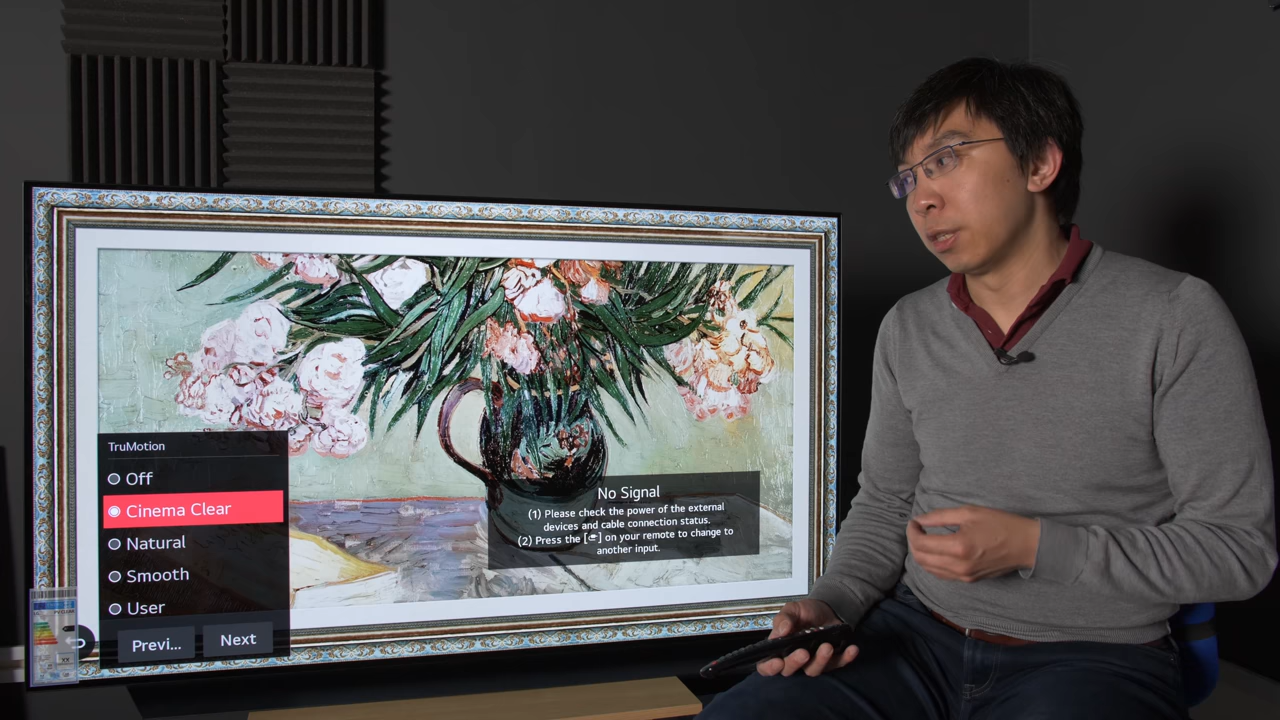 TruMotion
Off
Cinema Clear
Natural
Smooth
User
Previ...
Next
No Signal
(1) Please check the power of the external
devices and cable connection status.
(2) Press the [ ] on your remote to change to
another input.